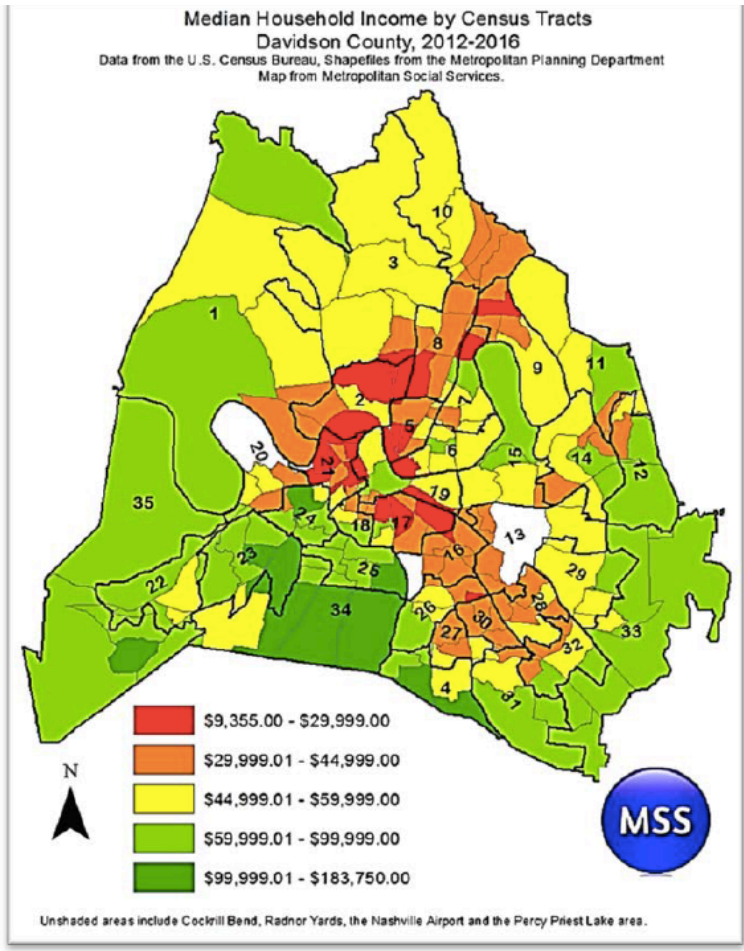 Median Household Income by Census Tracts
Davidson County, 2012-2016
Data from the U.S. Census Bureau, Shapefiles from the Metropolitan Planning Department
Map from Metropolitan Social Services.
10
3
1
8
9
11
2
5
6
20
21
15
14
12
35
19
24
18
17
13
23
16
22
25
29
34
26
28
33
27
30
32
4
31
$9,355.00 - $29,999.00
$29,999.01 - $44,999.00
$44,999.01 - $59,999.00
$59,999.01 - $99,999.00
$99,999.01 - $183,750.00
N
MSS
Unshaded areas include Cockrill Bend, Radnor Yards, the Nashville Airport and the Percy Priest Lake area.